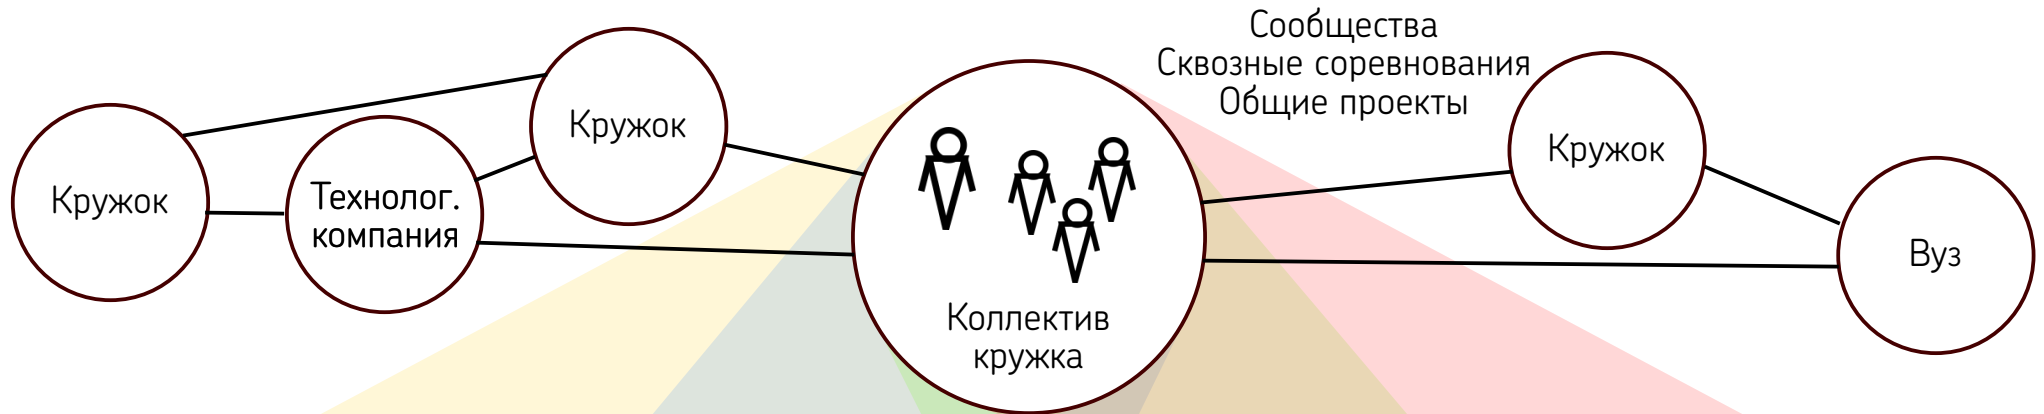 Сообщества
Сквозные соревнования
Общие проекты
Кружок
Технолог.
компания
Кружок
Коллектив
кружка
Кружок
Вуз